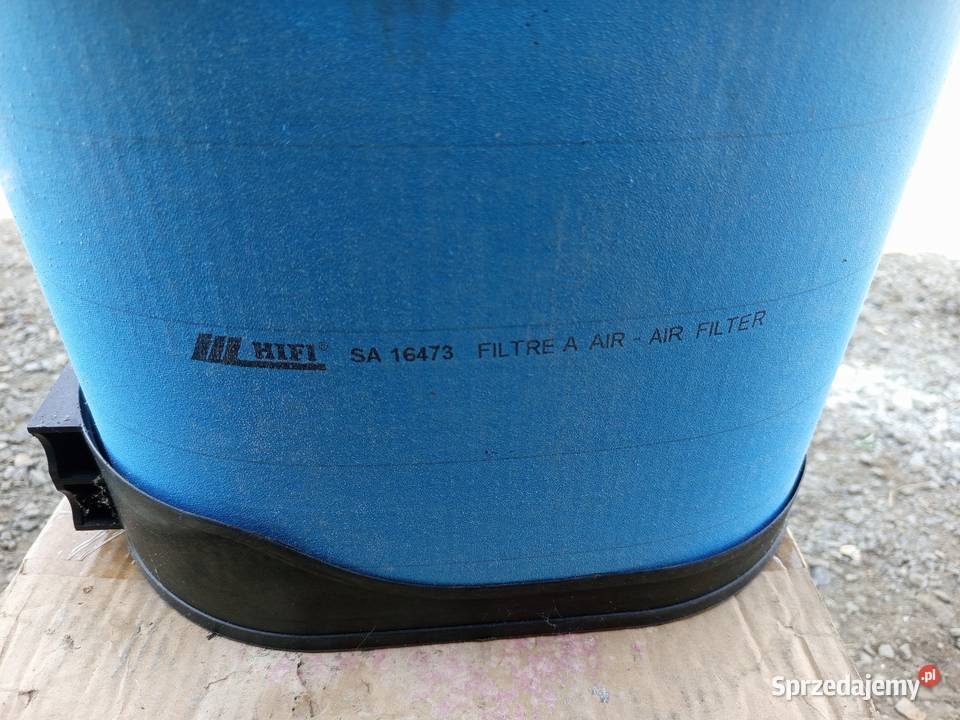 HIFI® SA 16473 FILTRE A AIR - AIR FILTER
Sprzedajemy.pl